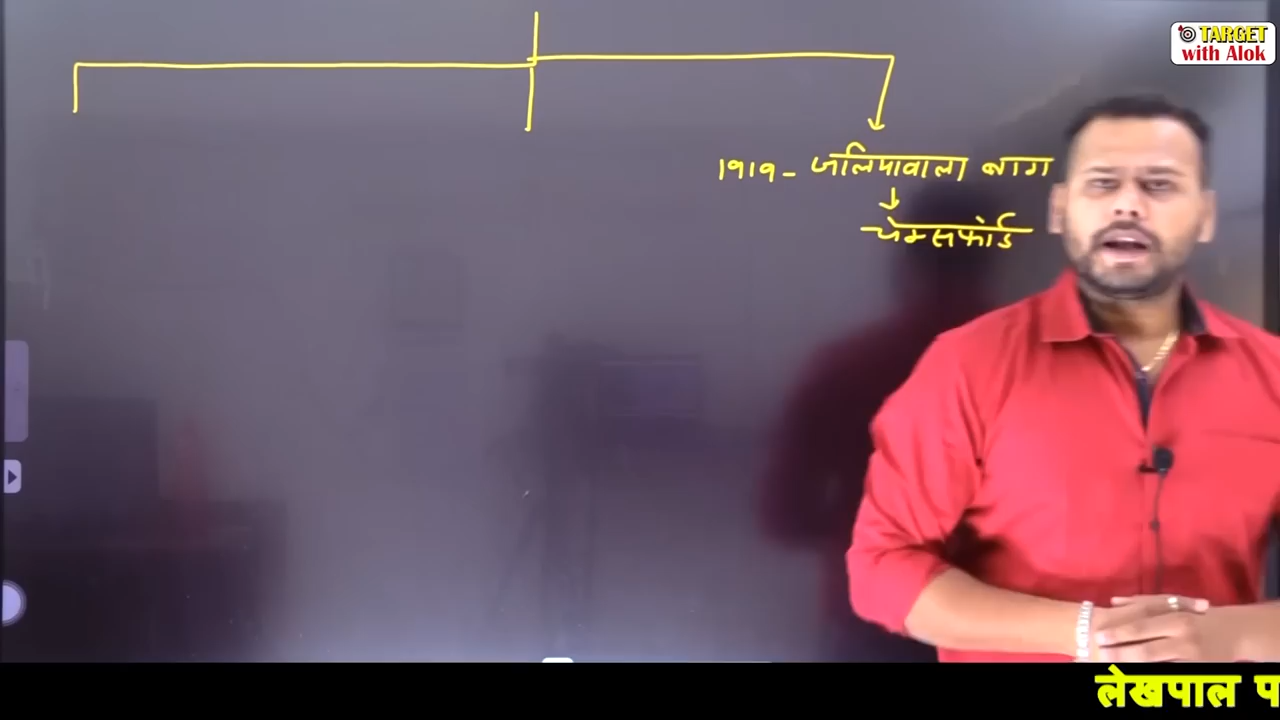 TARGET
with Alok
1919- जलियावाला बाग
चेम्सफोर्ड
लेखपाल प